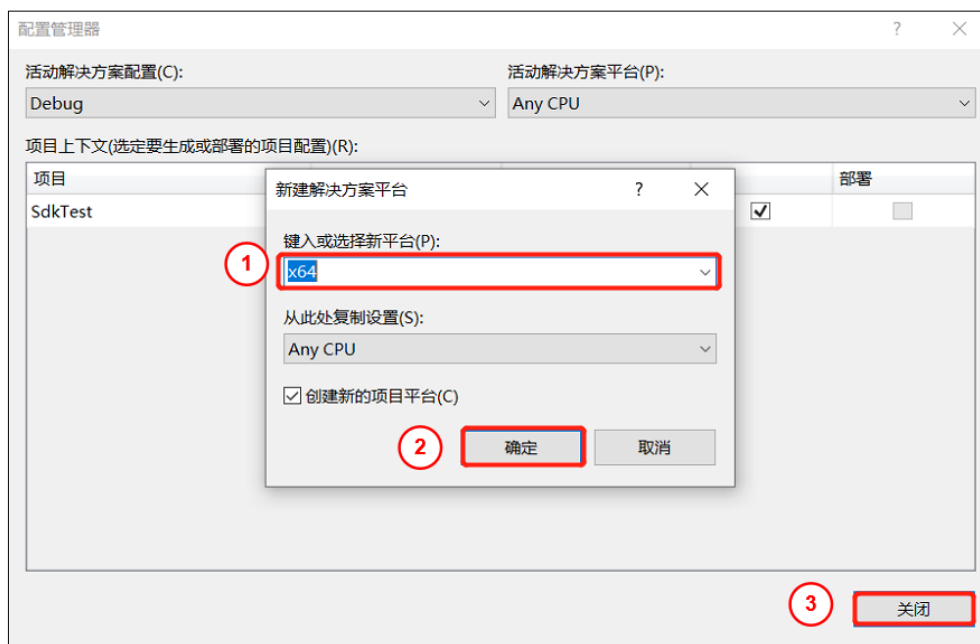 配置管理器
活动解决方案配置(C):
活动解决方案平台(P):
Debug
Any CPU
项目上下文(选定要生成或部署的项目配置)(R):
项目
部署
SdkTest
新建解决方案平台
?
键入或选择新平台(P):
1
x64
从此处复制设置(S):
Any CPU
创建新的项目平台(C)
2
确定
取消
3
关闭